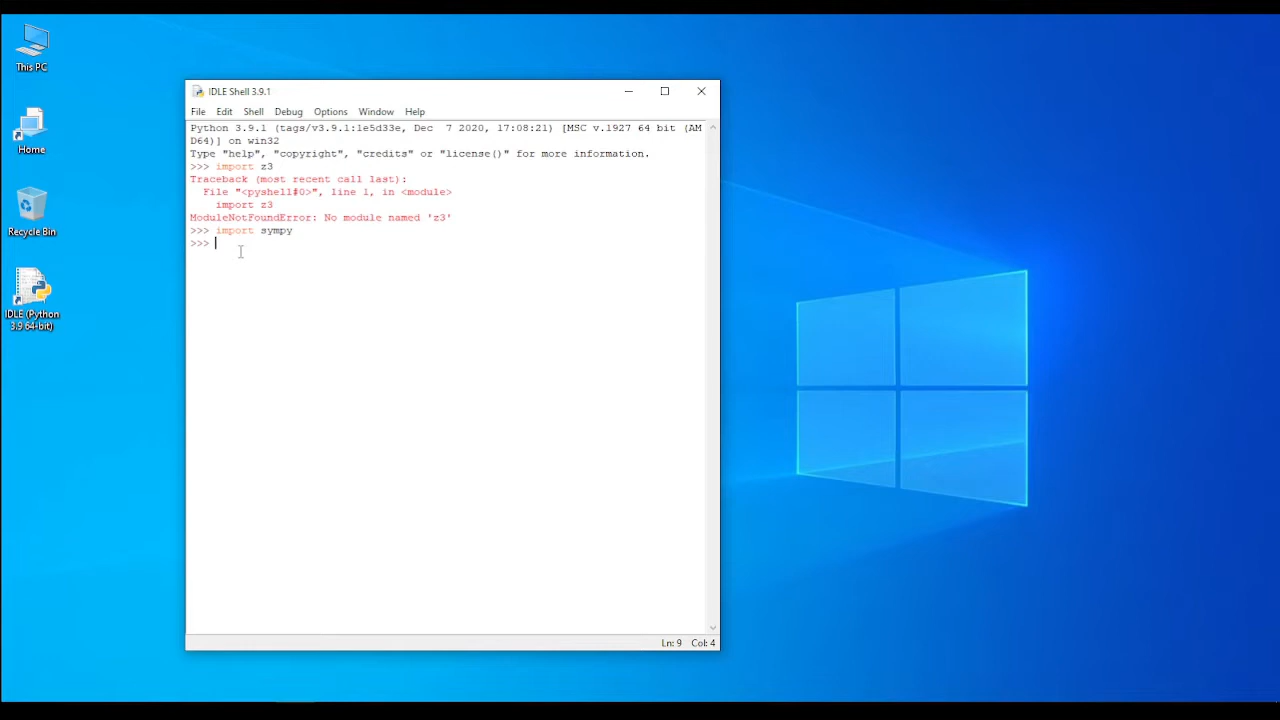 This PC
Home
Recycle Bin
IDLE (Python
3.9 64-bit)
IDLE Shell 3.9.1
File Edit Shell Debug Options Window Help
Python 3.9.1 (tags/v3.9.1:1e5d33e, Dec  7 2020, 17:08:21) [MSC v.1927 64 bit (AM
D64)] on win32
Type "help", "copyright", "credits" or "license()" for more information.
>>> import z3
Traceback (most recent call last):
  File "<pyshell#0>", line 1, in <module>
    import z3
ModuleNotFoundError: No module named 'z3'
>>> import sympy
>>>
Ln: 9 Col: 4